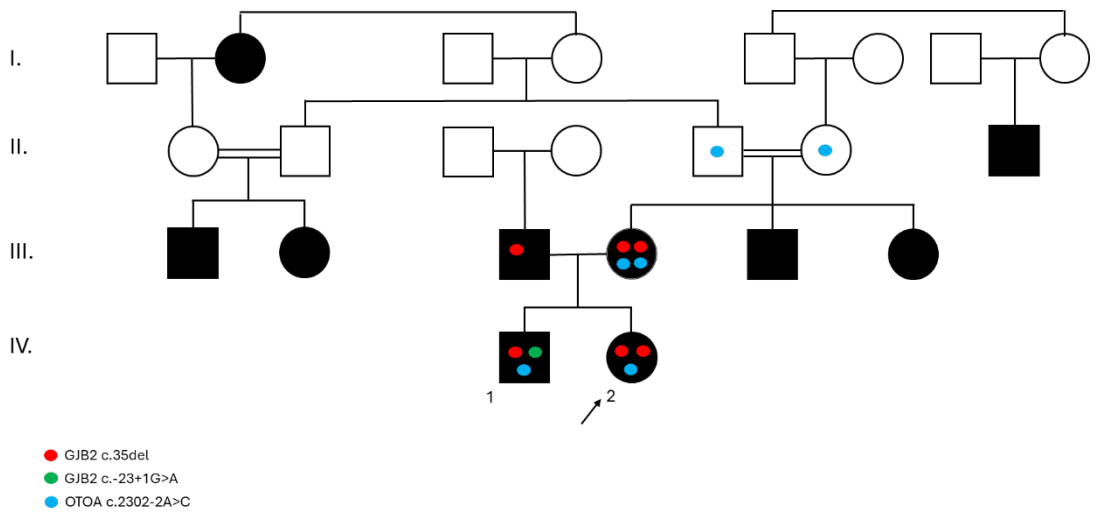 I.
II.
III.
IV.
1
2
GJB2 c.35del
GJB2 c.-23+1G>A
OTOA c.2302-2A>C